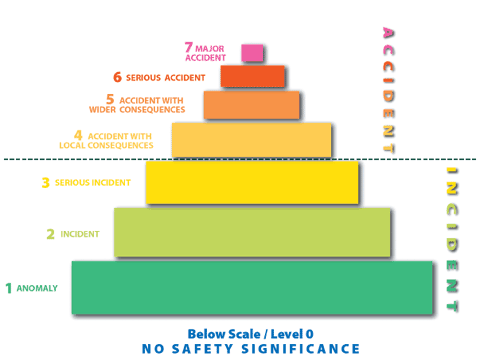 ACCIDENT
7 MAJOR
ACCIDENT
6 SERIOUS ACCIDENT
5 ACCIDENT WITH
WIDER CONSEQUENCES
4 ACCIDENT WITH
LOCAL CONSEQUENCES
3 SERIOUS INCIDENT
INCIDENT
2 INCIDENT
1 ANOMALY
Below Scale / Level 0
NO SAFETY SIGNIFICANCE